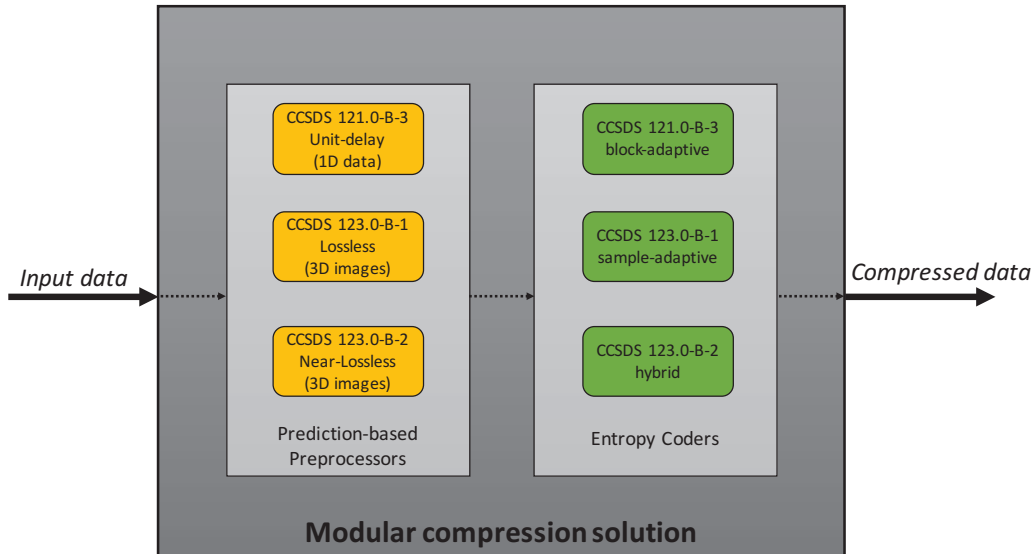 Input data
CCSDS 121.0-B-3
Unit-delay
(1D data)
CCSDS 123.0-B-1
Lossless
(3D images)
CCSDS 123.0-B-2
Near-Lossless
(3D images)
Prediction-based
Preprocessors
CCSDS 121.0-B-3
block-adaptive
CCSDS 123.0-B-1
sample-adaptive
CCSDS 123.0-B-2
hybrid
Entropy Coders
Compressed data
Modular compression solution